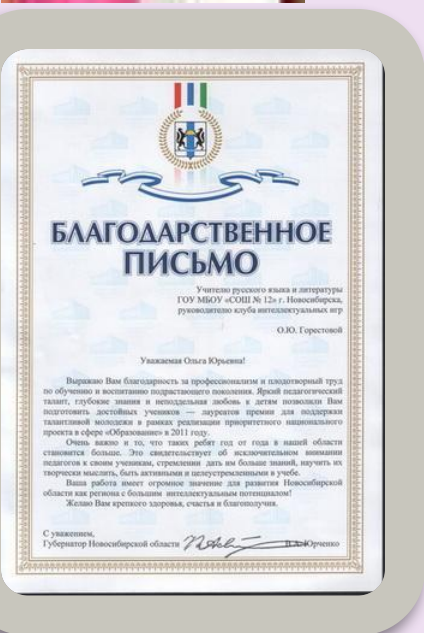 БЛАГОДАРСТВЕННОЕ
ПИСЬМО
Учителю русского языка и литературы
ГОУ МБОУ «СОШ № 12» г. Новосибирска,
руководителю клуба интеллектуальных игр
О.Ю. Горестовой
Уважаемая Ольга Юрьевна!
Выражаю Вам благодарность за профессионализм и плодотворный труд
по обучению и воспитанию подрастающего поколения. Яркий педагогический
талант, глубокие знания и неподдельная любовь к детям позволили Вам
подготовить достойных учеников — лауреатов премии для поддержки
талантливой молодежи в рамках реализации приоритетного национального
проекта в сфере «Образование» в 2011 году.
Очень важно и то, что таких ребят год от года в нашей области
становится больше. Это свидетельствует об исключительном внимании
педагогов к своим ученикам, стремлении дать им больше знаний, научить их
творчески мыслить, быть активными и целеустремленными в учебе.
Ваша работа имеет огромное значение для развития Новосибирской
области как региона с большим интеллектуальным потенциалом!
Желаю Вам крепкого здоровья, счастья и благополучия.
С уважением,
Губернатор Новосибирской области В.А. Юрченко